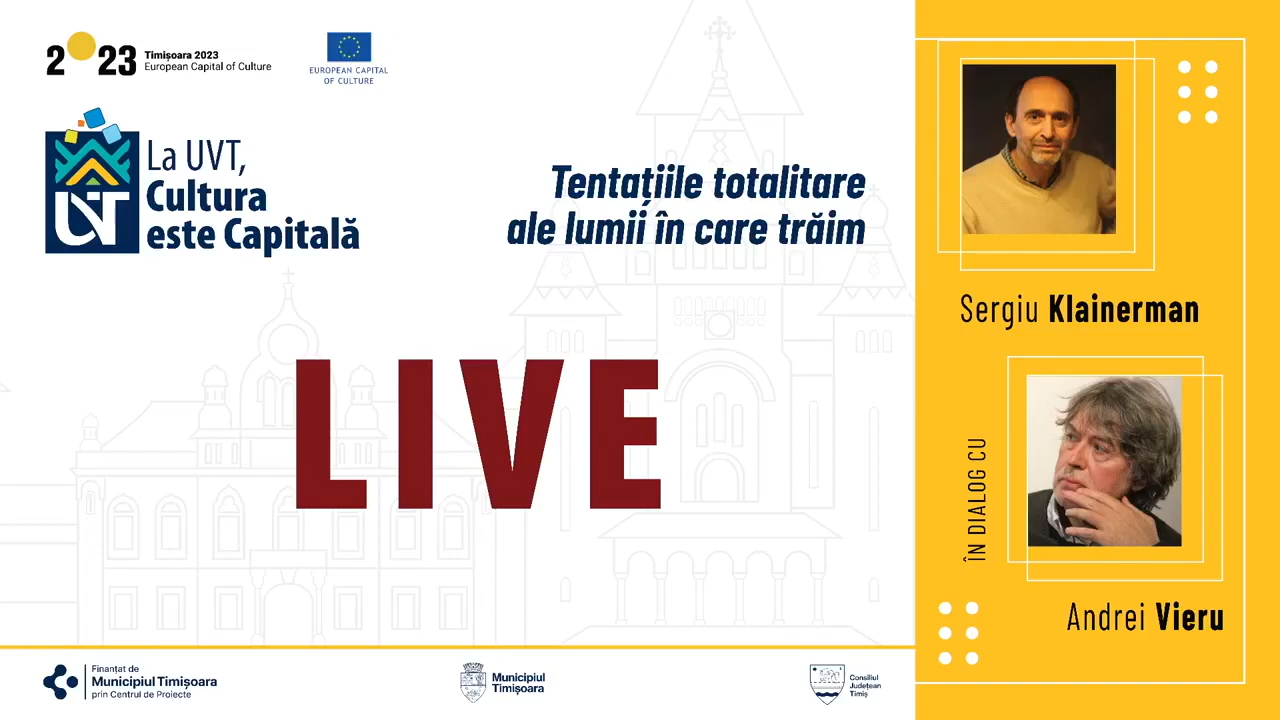 2023
Timișoara 2023
European Capital of Culture
EUROPEAN CAPITAL
OF CULTURE
UVT
La UVT,
Cultura
este Capitală
Tentațiile totalitare
ale lumii în care trăim
LIVE
Sergiu Klainerman
ÎN DIALOG CU
Andrei Vieru
Finanțat de
Municipiul Timișoara
prin Centrul de Proiecte
Municipiul
Timișoara
Consiliul
Județean
Timiș